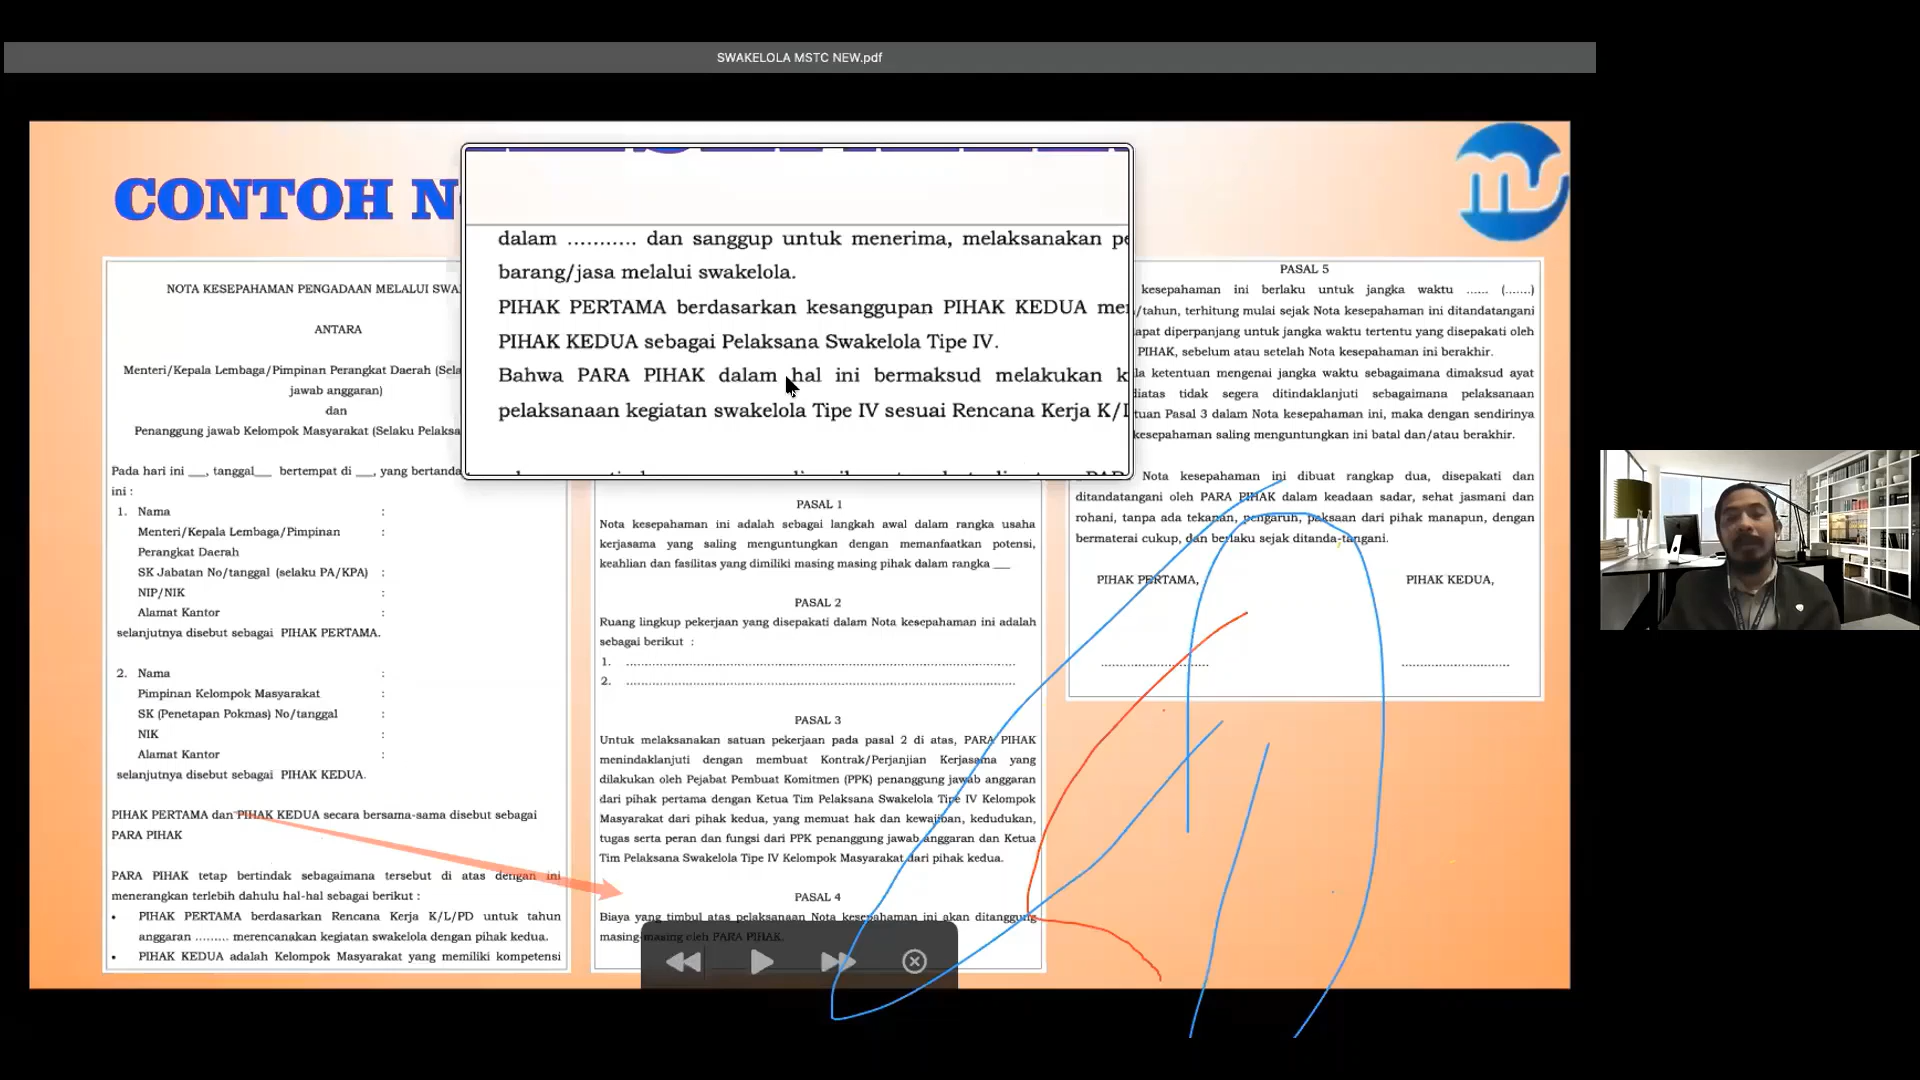 SWAKELOLA MSTC NEW.pdf
CONTOH N
NOTA KESEPAHAMAN PENGADAAN MELALUI SWA
ANTARA
Menteri/Kepala Lembaga/Pimpinan Perangkat Daerah (Sela
jawab anggaran)
dan
Penanggung jawab Kelompok Masyarakat (Selaku Pelaksa
Pada hari ini ___, tanggal___ bertempat di ___, yang bertanda
ini :
1. Nama :
Menteri/Kepala Lembaga/Pimpinan :
Perangkat Daerah
SK Jabatan No/tanggal (selaku PA/KPA) :
NIP/NIK :
Alamat Kantor :
selanjutnya disebut sebagai PIHAK PERTAMA.
2. Nama :
Pimpinan Kelompok Masyarakat :
SK (Penetapan Pokmas) No/tanggal :
NIK :
Alamat Kantor :
selanjutnya disebut sebagai PIHAK KEDUA.
PIHAK PERTAMA dan PIHAK KEDUA secara bersama-sama disebut sebagai
PARA PIHAK
PARA PIHAK tetap bertindak sebagaimana tersebut di atas dengan ini
menerangkan terlebih dahulu hal-hal sebagai berikut :
• PIHAK PERTAMA berdasarkan Rencana Kerja K/L/PD untuk tahun
anggaran ......... merencanakan kegiatan swakelola dengan pihak kedua.
• PIHAK KEDUA adalah Kelompok Masyarakat yang memiliki kompetensi
dalam ........... dan sanggup untuk menerima, melaksanakan pe
barang/jasa melalui swakelola.
PIHAK PERTAMA berdasarkan kesanggupan PIHAK KEDUA men
PIHAK KEDUA sebagai Pelaksana Swakelola Tipe IV.
Bahwa PARA PIHAK dalam hal ini bermaksud melakukan k
pelaksanaan kegiatan swakelola Tipe IV sesuai Rencana Kerja K/L
PASAL 1
Nota kesepahaman ini adalah sebagai langkah awal dalam rangka usaha
kerjasama yang saling menguntungkan dengan memanfaatkan potensi,
keahlian dan fasilitas yang dimiliki masing masing pihak dalam rangka ___
PASAL 2
Ruang lingkup pekerjaan yang disepakati dalam Nota kesepahaman ini adalah
sebagai berikut :
1. ....................................................................................
2. ....................................................................................
PASAL 3
Untuk melaksanakan satuan pekerjaan pada pasal 2 di atas, PARA PIHAK
menindaklanjuti dengan membuat Kontrak/Perjanjian Kerjasama yang
dilakukan oleh Pejabat Pembuat Komitmen (PPK) penanggung jawab anggaran
dari pihak pertama dengan Ketua Tim Pelaksana Swakelola Tipe IV Kelompok
Masyarakat dari pihak kedua, yang memuat hak dan kewajiban, kedudukan,
tugas serta peran dan fungsi dari PPK penanggung jawab anggaran dan Ketua
Tim Pelaksana Swakelola Tipe IV Kelompok Masyarakat dari pihak kedua.
PASAL 4
Biaya yang timbul atas pelaksanaan Nota kesepahaman ini akan ditanggung
masing-masing oleh PARA PIHAK.
PASAL 5
kesepahaman ini berlaku untuk jangka waktu ...... (.......)
/tahun, terhitung mulai sejak Nota kesepahaman ini ditandatangani
apat diperpanjang untuk jangka waktu tertentu yang disepakati oleh
PIHAK, sebelum atau setelah Nota kesepahaman ini berakhir.
la ketentuan mengenai jangka waktu sebagaimana dimaksud ayat
diatas tidak segera ditindaklanjuti sebagaimana pelaksanaan
tuan Pasal 3 dalam Nota kesepahaman ini, maka dengan sendirinya
kesepahaman saling menguntungkan ini batal dan/atau berakhir.
Nota kesepahaman ini dibuat rangkap dua, disepakati dan
ditandatangani oleh PARA PIHAK dalam keadaan sadar, sehat jasmani dan
rohani, tanpa ada tekanan, pengaruh, paksaan dari pihak manapun, dengan
bermaterai cukup, dan berlaku sejak ditanda-tangani.
PIHAK PERTAMA, PIHAK KEDUA,
........................... ...........................